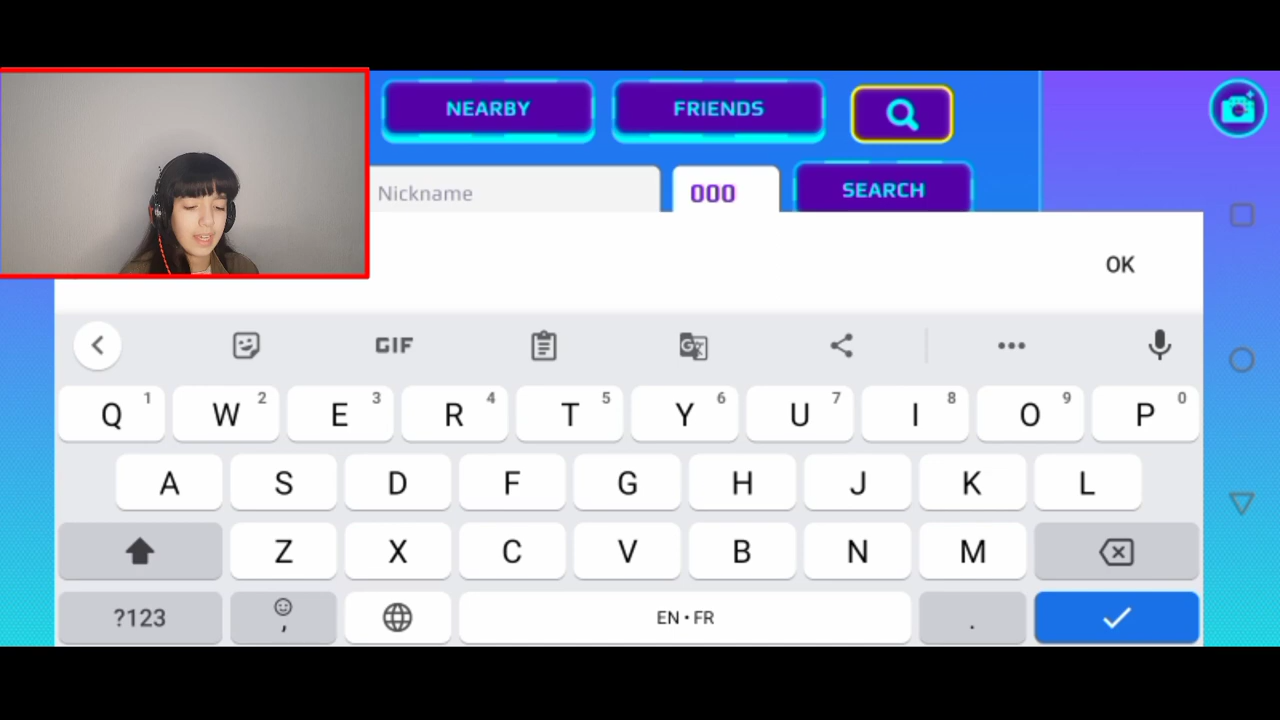 NEARBY FRIENDS
Nickname 000 SEARCH
OK
GIF
Q 1 W 2 E 3 R 4 T 5 Y 6 U 7 I 8 O 9 P 0
A S D F G H J K L
Z X C V B N M
?123 , EN • FR .